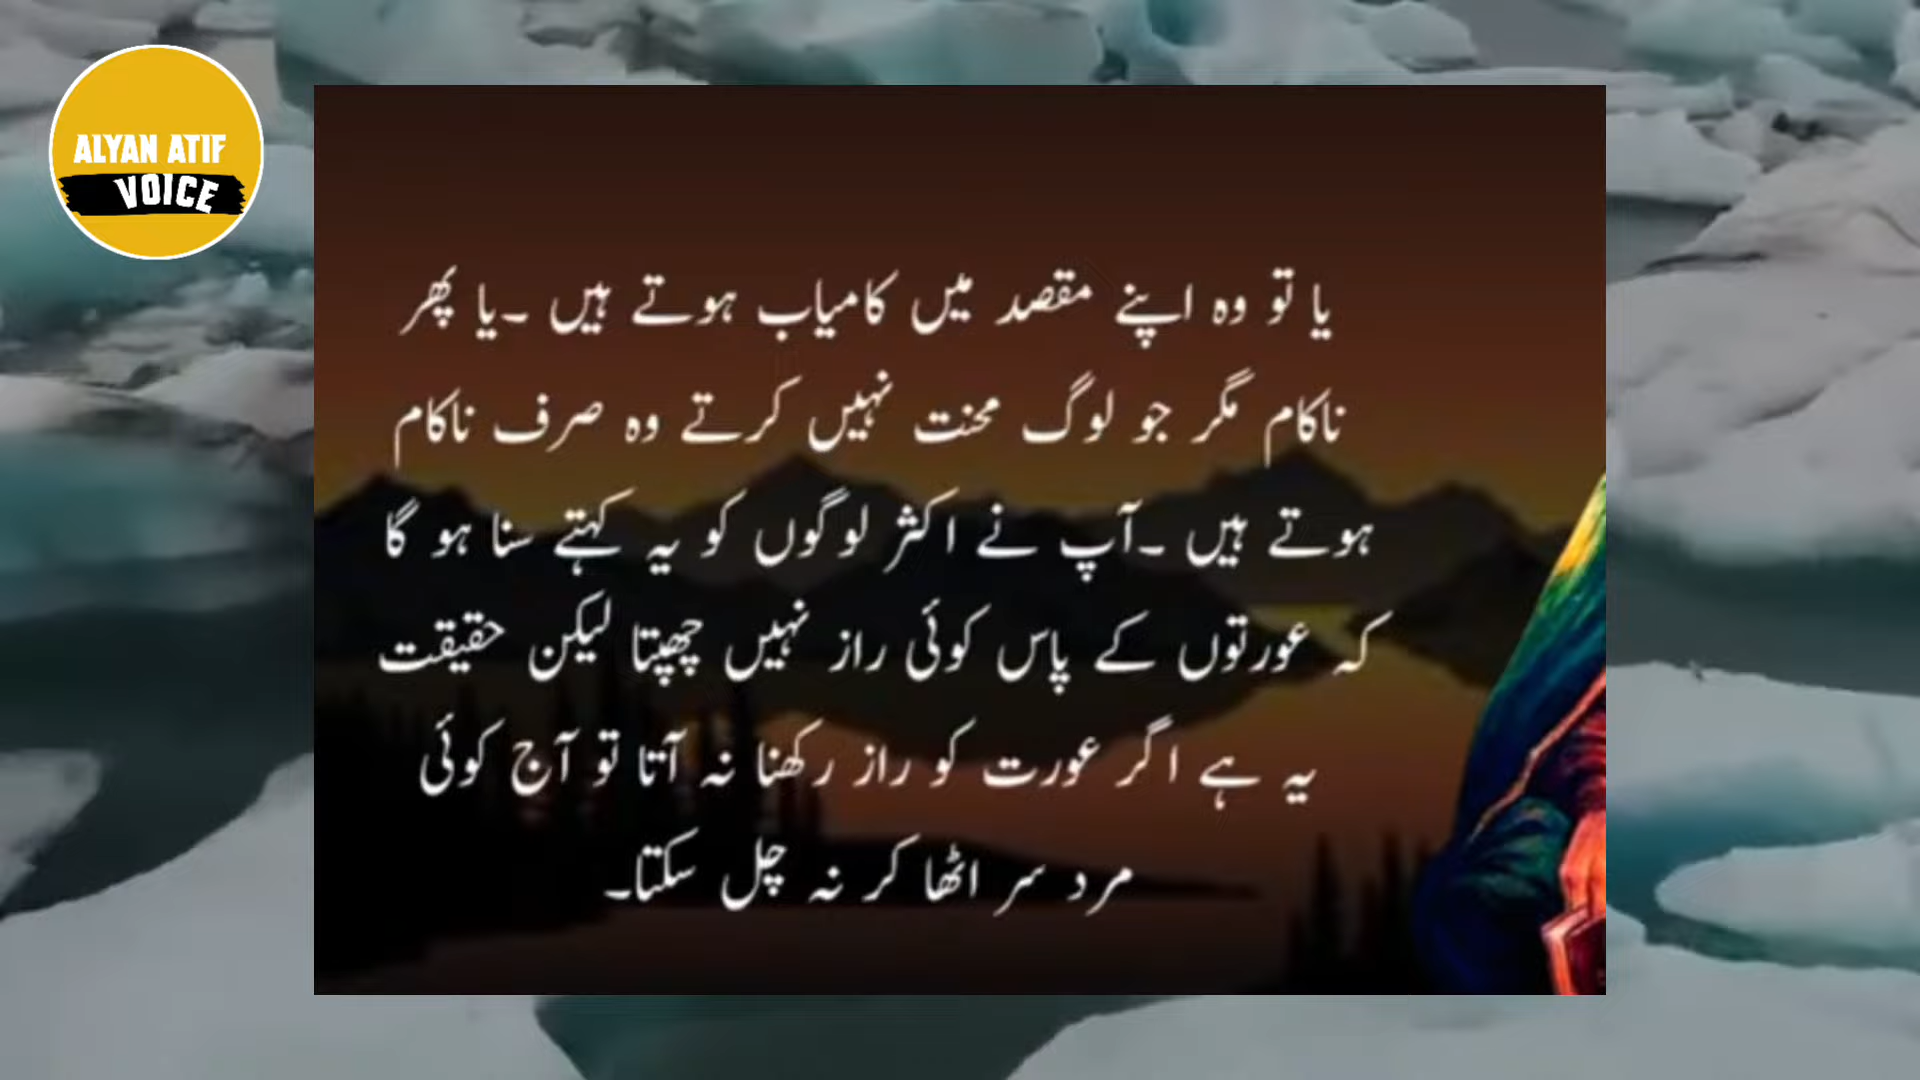 ALYAN ATIF
VOICE
یا تو وہ اپنے مقصد میں کامیاب ہوتے ہیں ۔یا پھر
ناکام مگر جو لوگ محنت نہیں کرتے وہ صرف ناکام
ہوتے ہیں ۔آپ نے اکثر لوگوں کو یہ کہتے سنا ہو گا
کہ عورتوں کے پاس کوئی راز نہیں چھپتا لیکن حقیقت
یہ ہے اگر عورت کو راز رکھنا نہ آتا تو آج کوئی
مرد سر اٹھا کر نہ چل سکتا۔